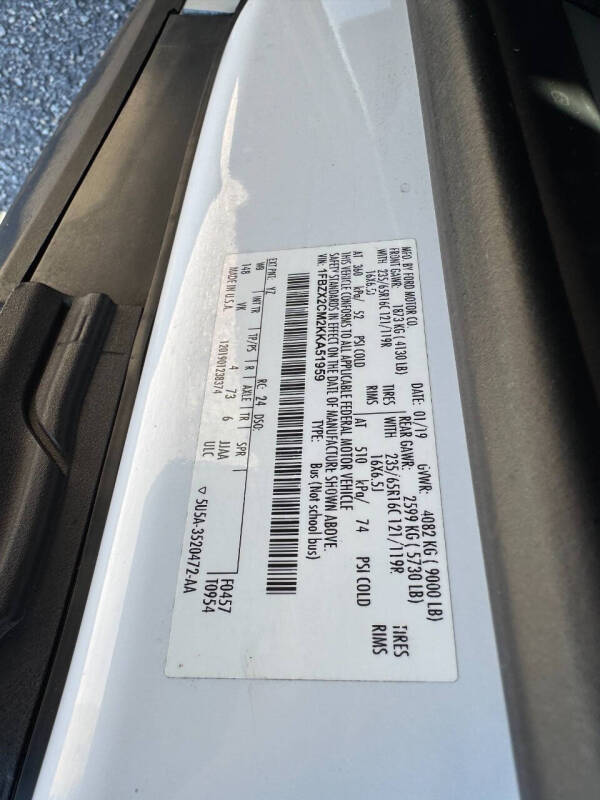 MFD. BY FORD MOTOR CO.
DATE: 01/19 GVWR: 4082 KG ( 9000 LB)
FRONT GAWR: 1873 KG ( 4130 LB) REAR GAWR: 2599 KG ( 5730 LB)
WITH 235/65R16C 121/119R TIRES WITH 235/65R16C 121/119R TIRES
16X6.5J RIMS 16X6.5J RIMS
AT 360 kPa/ 52 PSI COLD AT 510 kPa/ 74 PSI COLD
THIS VEHICLE CONFORMS TO ALL APPLICABLE FEDERAL MOTOR VEHICLE
SAFETY STANDARDS IN EFFECT ON THE DATE OF MANUFACTURE SHOWN ABOVE.
VIN: 1FBZX2CM2KKA51959 TYPE: Bus (Not school bus)
EXT PNT: YZ RC: 24 DSO: F0457
WB INT TR TP/PS R AXLE TR SPR T0954
148 VK 4 73 6 JJAA
MADE IN U.S.A. 1201901238374 UILC ▽ 5U5A-3520472-AA